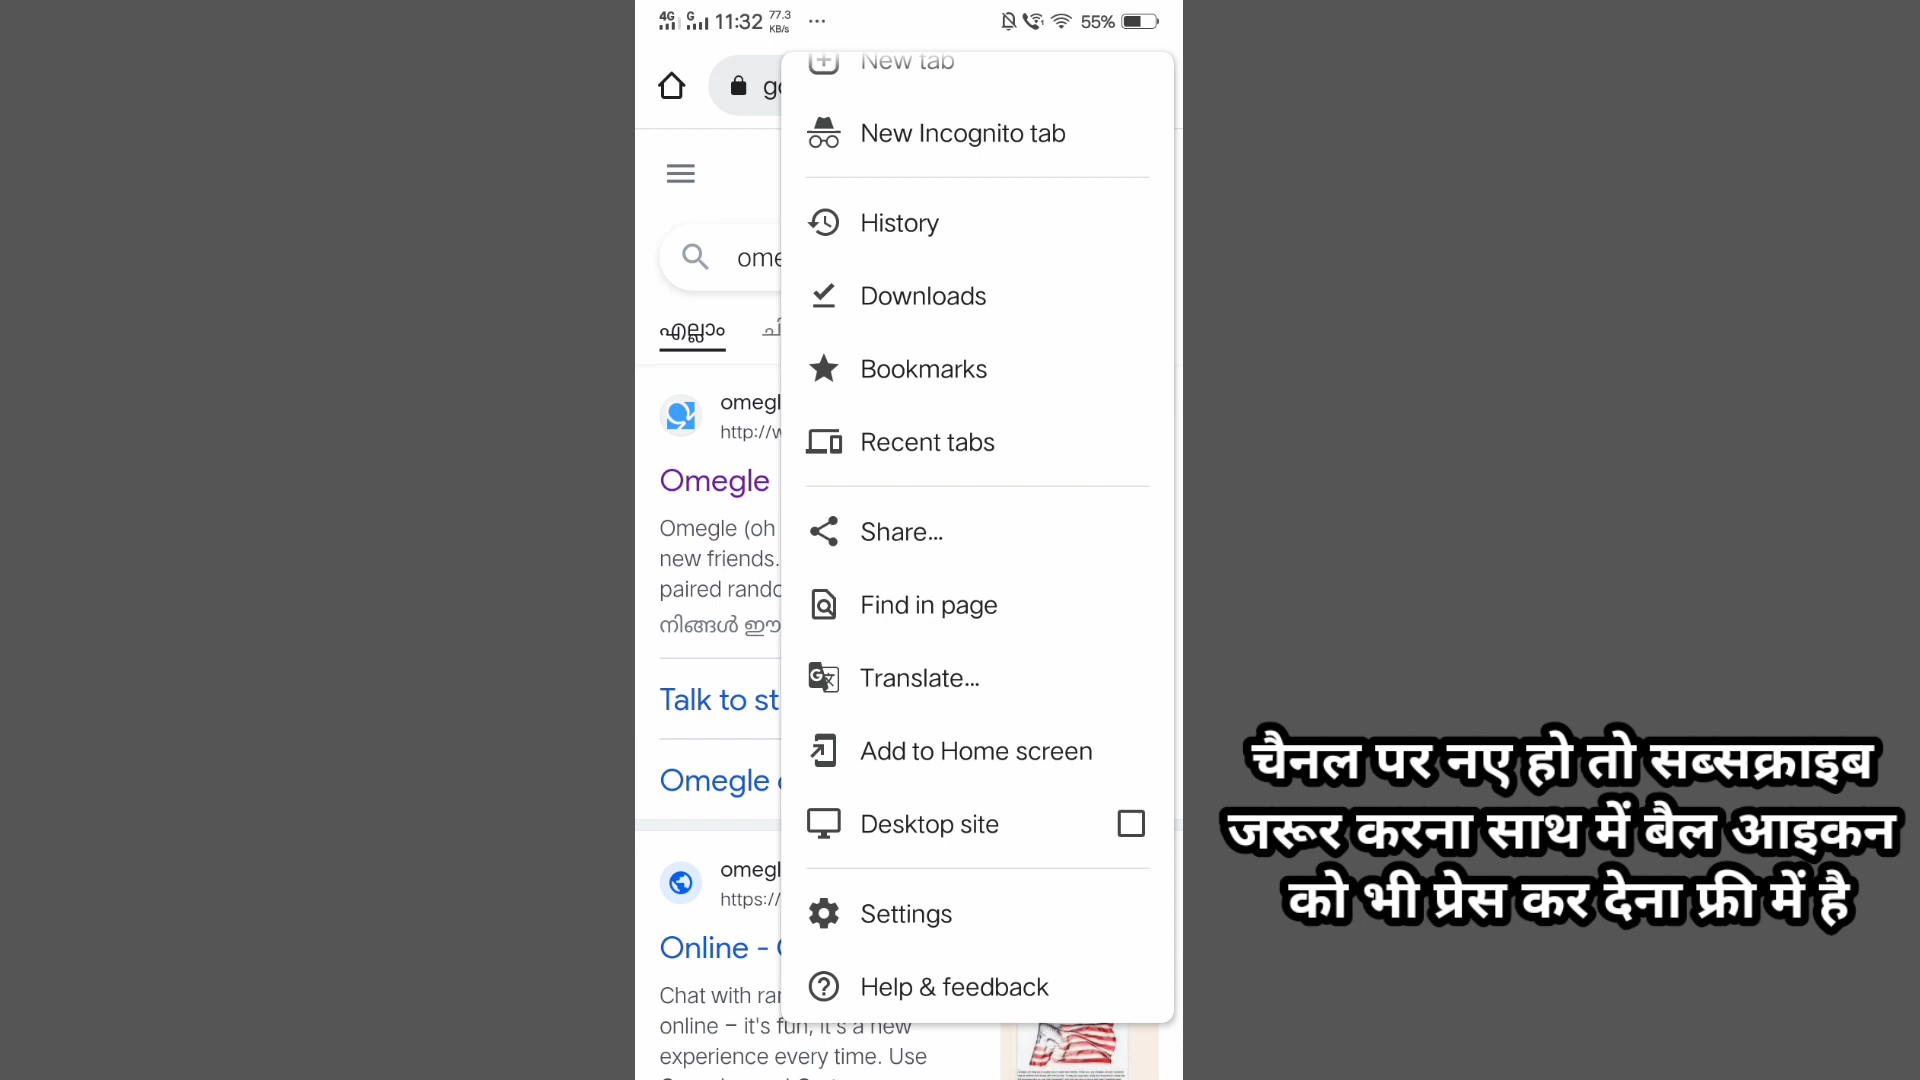 4G G 11:32 77.3 KB/s ... 55%
New tab
New Incognito tab
ome
History
Downloads
എല്ലാം
Bookmarks
omegl
http://w
Recent tabs
Omegle
Omegle (oh
new friends.
paired rando
നിങ്ങൾ ഈ
Share...
Find in page
Translate...
Talk to st
Add to Home screen
Omegle
Desktop site
omegl
https://
Settings
Online -
Help & feedback
Chat with ra
online – it's fun, it's a new
experience every time. Use
चैनल पर नए हो तो सब्सक्राइब
जरूर करना साथ में बैल आइकन
को भी प्रेस कर देना फ्री में है